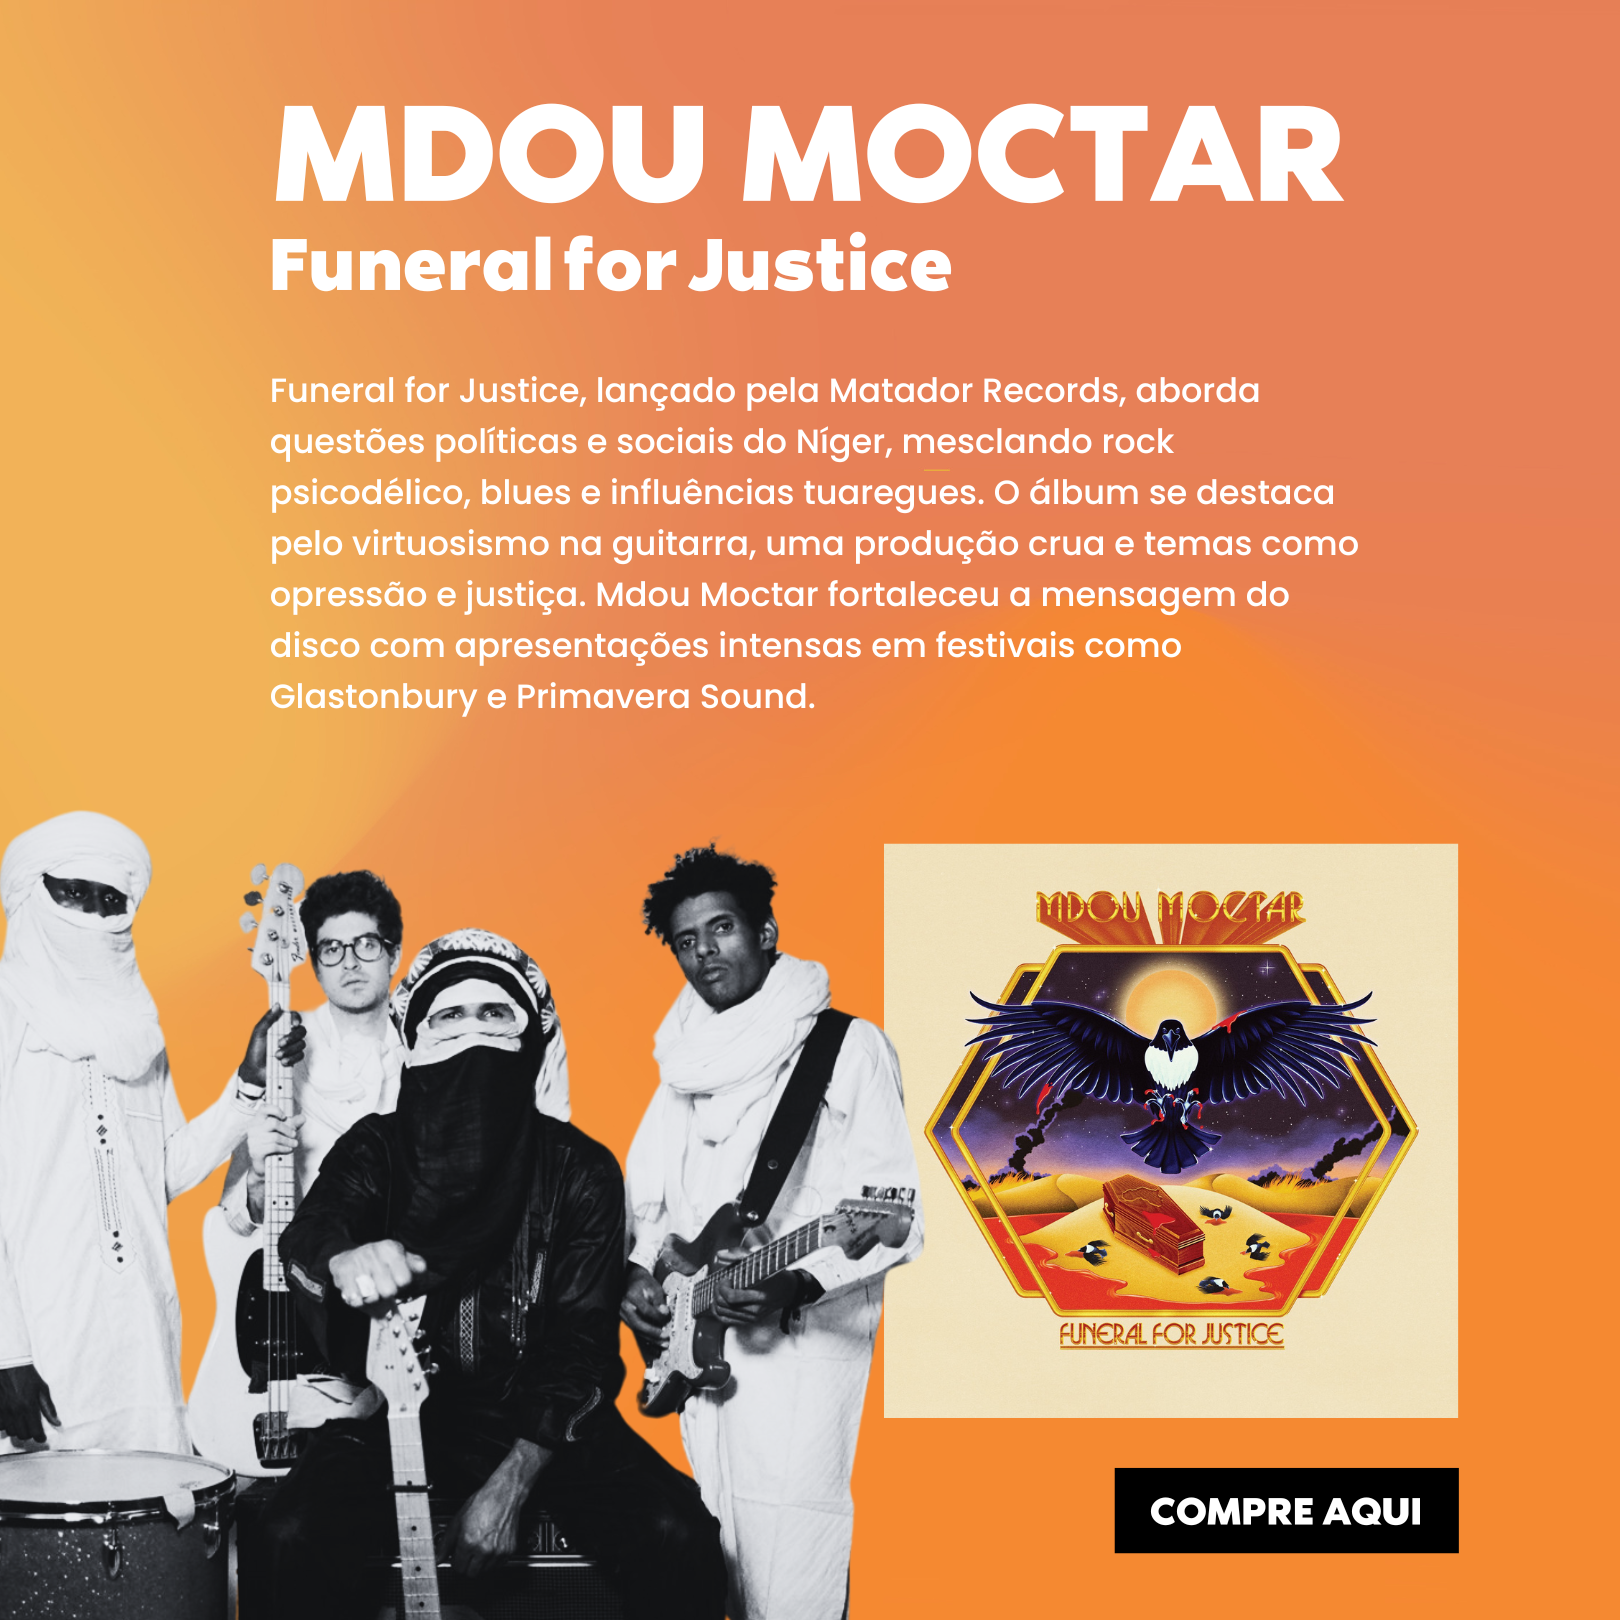 MDOU MOCTAR
Funeral for Justice
Funeral for Justice, lançado pela Matador Records, aborda
questões políticas e sociais do Níger, mesclando rock
psicodélico, blues e influências tuaregues. O álbum se destaca
pelo virtuosismo na guitarra, uma produção crua e temas como
opressão e justiça. Mdou Moctar fortaleceu a mensagem do
disco com apresentações intensas em festivais como
Glastonbury e Primavera Sound.
MDOU MOCTAR
FUNERAL FOR JUSTICE
COMPRE AQUI